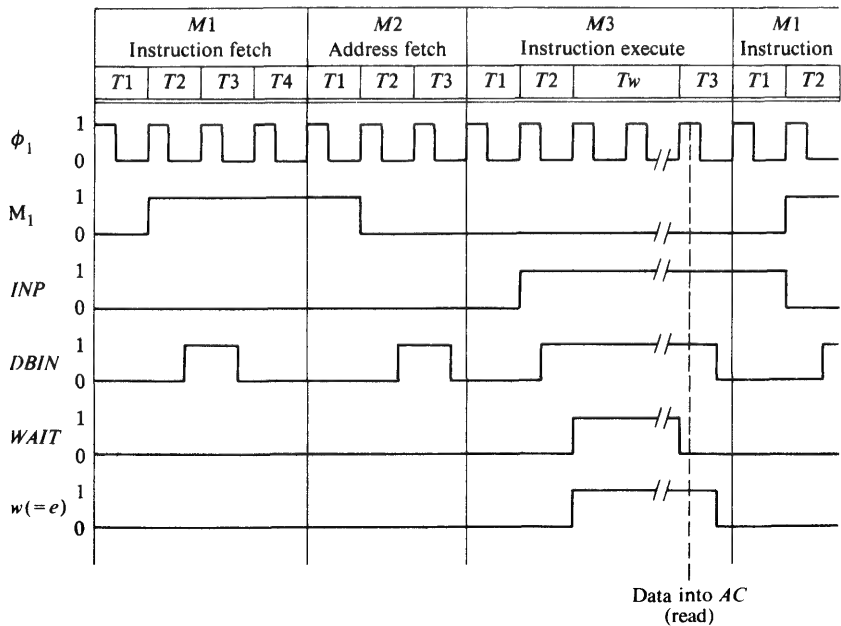 M1 M2 M3 M1
Instruction fetch Address fetch Instruction execute Instruction
T1 T2 T3 T4 T1 T2 T3 T1 T2 Tw T3 T1 T2
ϕ1 1
0
M1 1
0
INP 1
0
DBIN 1
0
WAIT 1
0
w(=e) 1
0
Data into AC
(read)